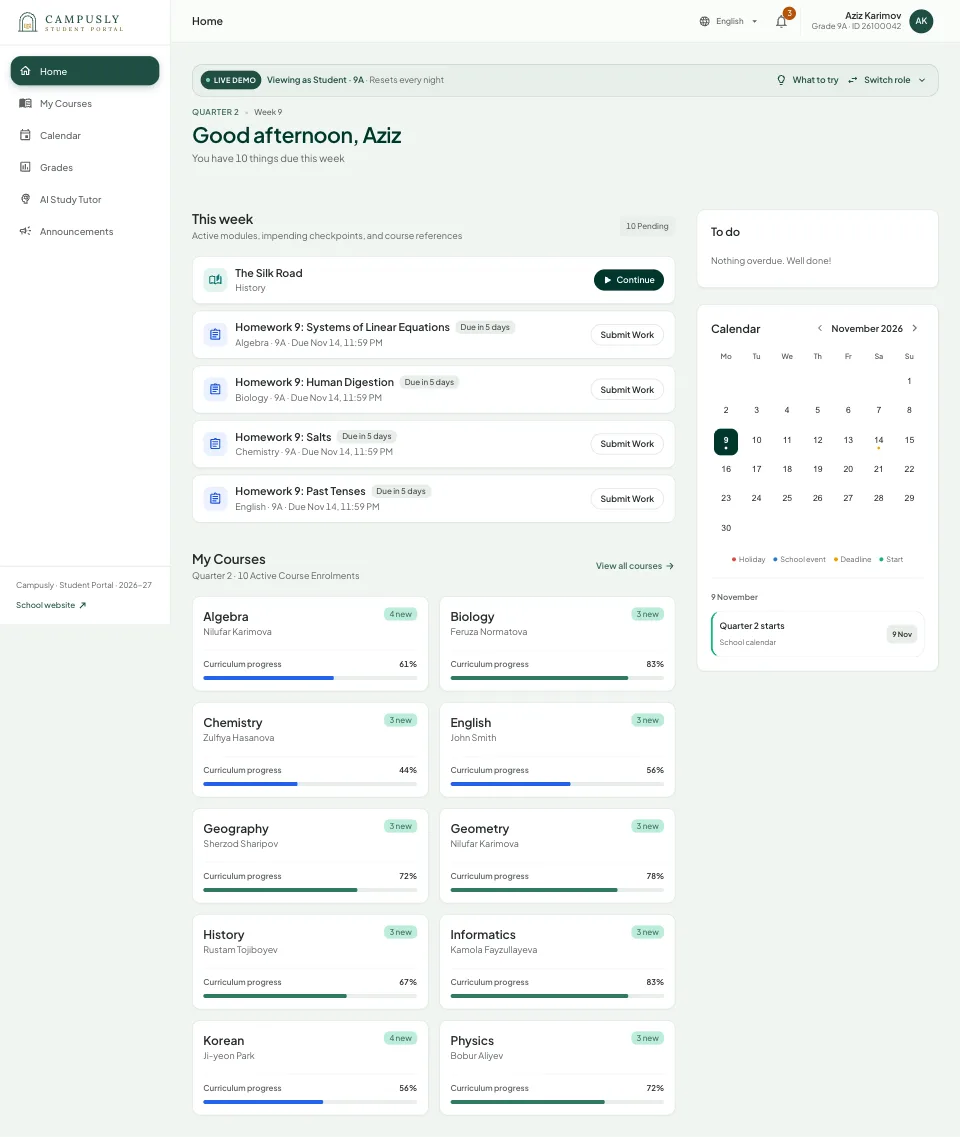 CAMPUSLY
STUDENT PORTAL
Home
My Courses
Calendar
Grades
AI Study Tutor
Announcements
Campusly · Student Portal · 2026–27
School website
Home
English
3
Aziz Karimov
Grade 9A · ID 26100042
AK
LIVE DEMO
Viewing as Student · 9A · Resets every night
What to try
Switch role
QUARTER 2 • Week 9
Good afternoon, Aziz
You have 10 things due this week
This week
Active modules, impending checkpoints, and course references
10 Pending
The Silk Road
History
Continue
Homework 9: Systems of Linear Equations Due in 5 days
Algebra · 9A · Due Nov 14, 11:59 PM
Submit Work
Homework 9: Human Digestion Due in 5 days
Biology · 9A · Due Nov 14, 11:59 PM
Submit Work
Homework 9: Salts Due in 5 days
Chemistry · 9A · Due Nov 14, 11:59 PM
Submit Work
Homework 9: Past Tenses Due in 5 days
English · 9A · Due Nov 14, 11:59 PM
Submit Work
My Courses
Quarter 2 · 10 Active Course Enrolments
View all courses
Algebra 4 new
Nilufar Karimova
Curriculum progress 61%
Biology 3 new
Feruza Normatova
Curriculum progress 83%
Chemistry 3 new
Zulfiya Hasanova
Curriculum progress 44%
English 3 new
John Smith
Curriculum progress 56%
Geography 3 new
Sherzod Sharipov
Curriculum progress 72%
Geometry 3 new
Nilufar Karimova
Curriculum progress 78%
History 3 new
Rustam Tojiboyev
Curriculum progress 67%
Informatics 3 new
Kamola Fayzullayeva
Curriculum progress 83%
Korean 4 new
Ji-yeon Park
Curriculum progress 56%
Physics 3 new
Bobur Aliyev
Curriculum progress 72%
To do
Nothing overdue. Well done!
Calendar
November 2026
Mo Tu We Th Fr Sa Su
1
2 3 4 5 6 7 8
9 10 11 12 13 14 15
16 17 18 19 20 21 22
23 24 25 26 27 28 29
30
Holiday School event Deadline Start
9 November
Quarter 2 starts
School calendar
9 Nov